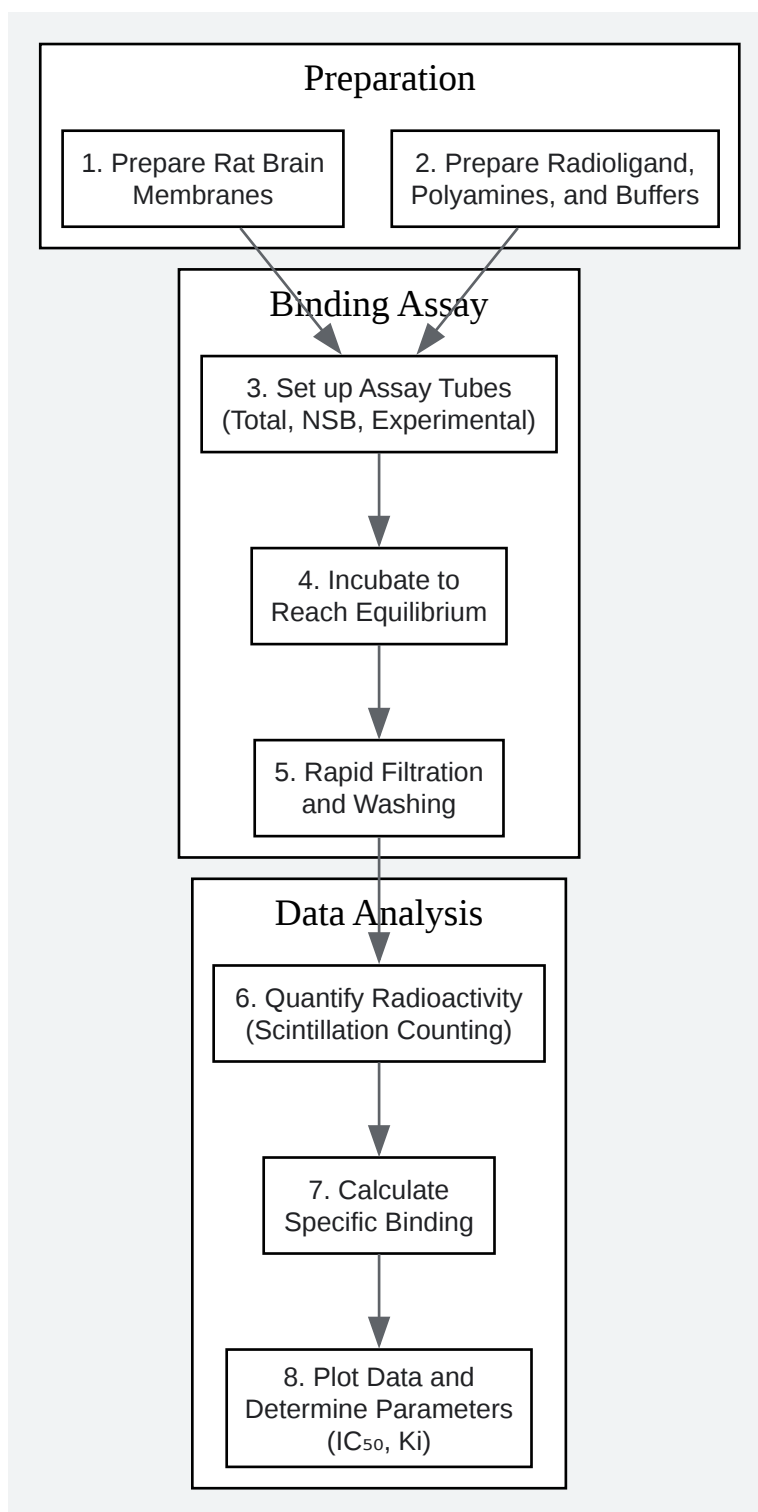 Preparation
1. Prepare Rat Brain
Membranes
2. Prepare Radioligand,
Polyamines, and Buffers
Binding Assay
3. Set up Assay Tubes
(Total, NSB, Experimental)
4. Incubate to
Reach Equilibrium
5. Rapid Filtration
and Washing
Data Analysis
6. Quantify Radioactivity
(Scintillation Counting)
7. Calculate
Specific Binding
8. Plot Data and
Determine Parameters
(IC₅₀, Ki)